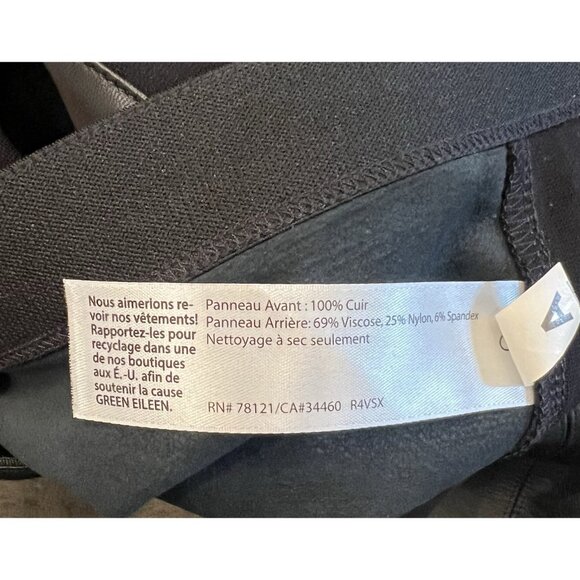 Nous aimerions re-
voir nos vêtements!
Rapportez-les pour
recyclage dans une
de nos boutiques
aux É.-U. afin de
soutenir la cause
GREEN EILEEN.
Panneau Avant : 100% Cuir
Panneau Arrière: 69% Viscose, 25% Nylon, 6% Spandex
Nettoyage à sec seulement
RN# 78121/CA#34460 R4VSX
A